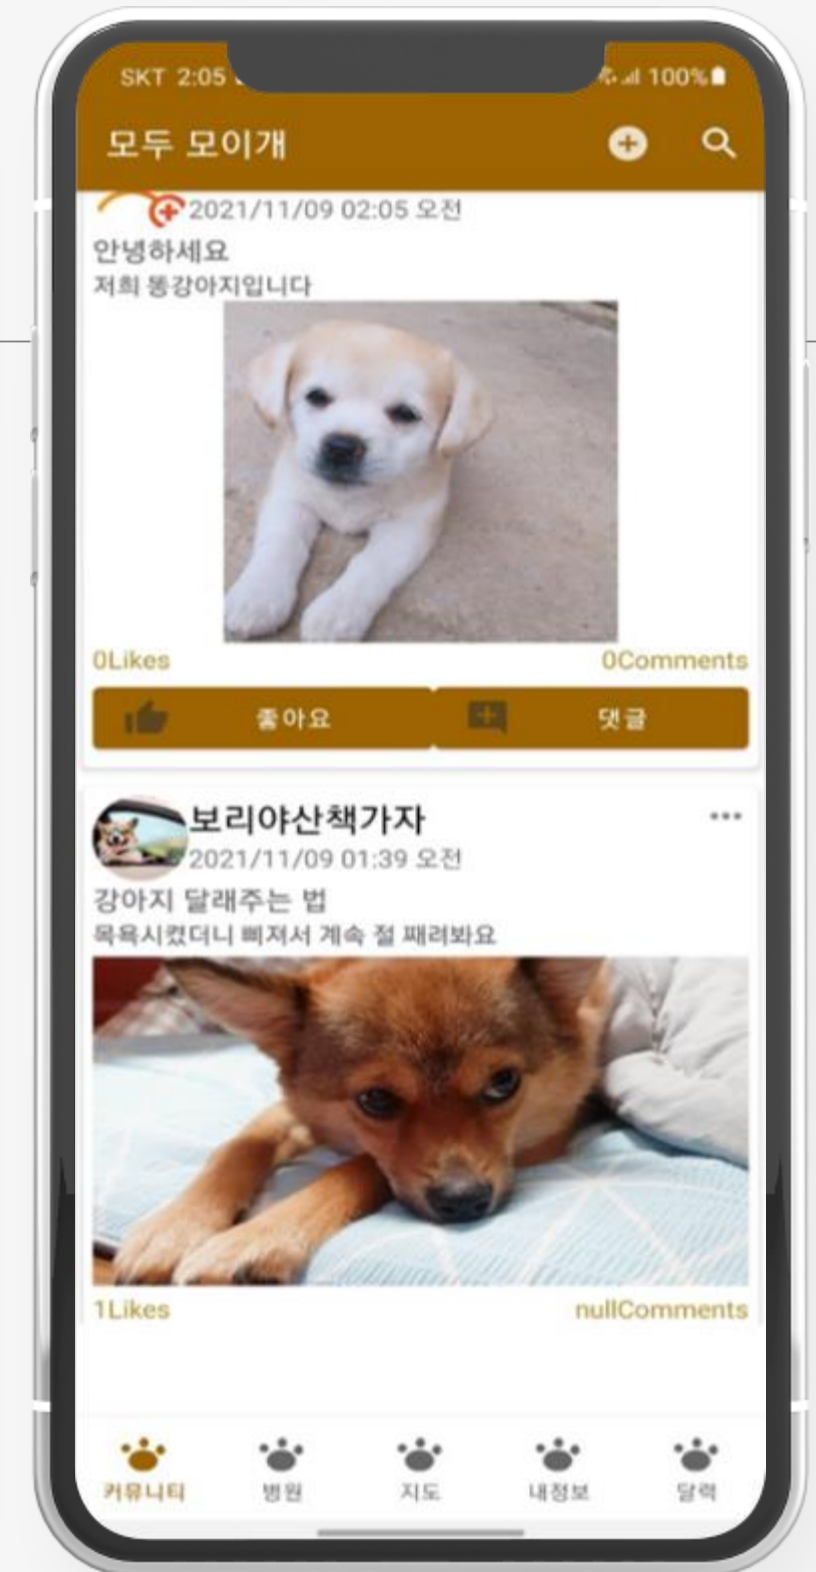 SKT 2:05
100%
모두 모이개
2021/11/09 02:05 오전
안녕하세요
저희 똥강아지입니다
0Likes 0Comments
좋아요 댓글
보리야산책가자
2021/11/09 01:39 오전
강아지 달래주는 법
목욕시켰더니 삐져서 계속 절 째려봐요
1Likes nullComments
커뮤니티 병원 지도 내정보 달력